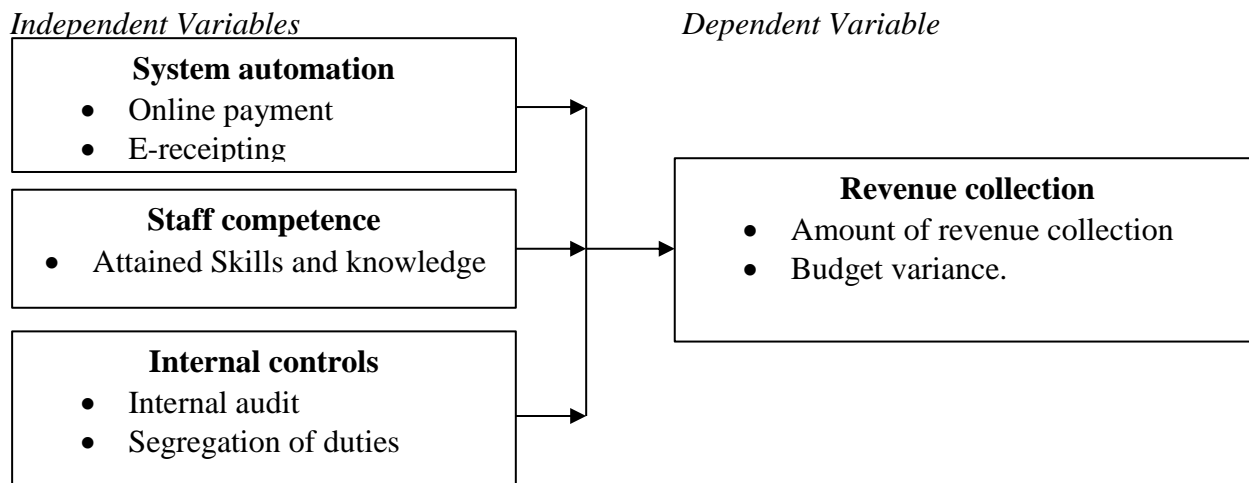 Independent Variables
Dependent Variable
System automation
• Online payment
• E-receipting
Staff competence
• Attained Skills and knowledge
Internal controls
• Internal audit
• Segregation of duties
Revenue collection
• Amount of revenue collection
• Budget variance.